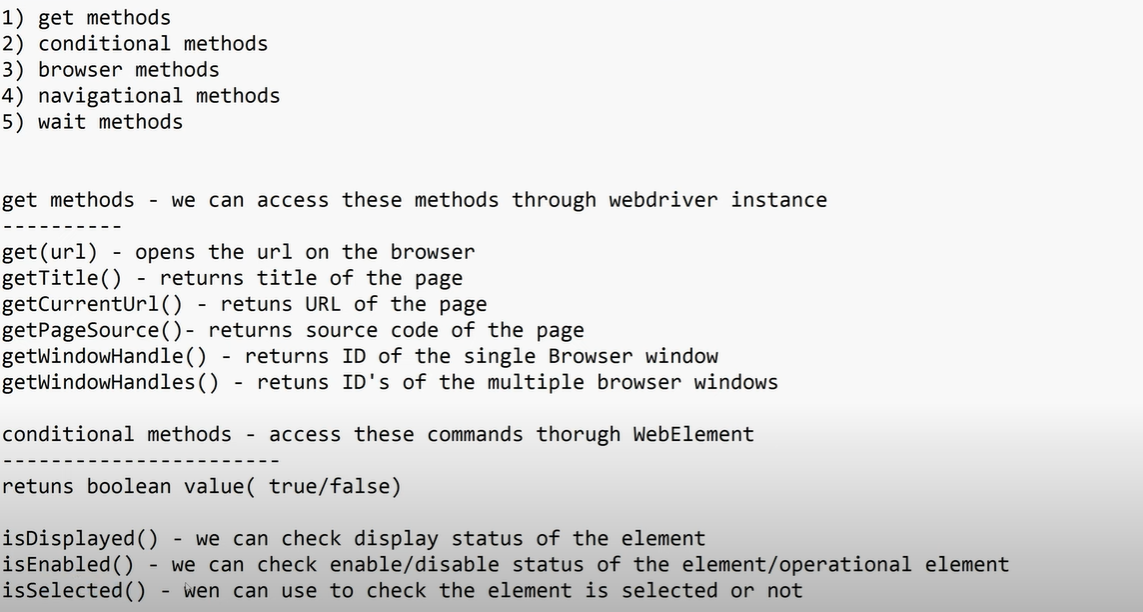 1) get methods
2) conditional methods
3) browser methods
4) navigational methods
5) wait methods
get methods - we can access these methods through webdriver instance
----------
get(url) - opens the url on the browser
getTitle() - returns title of the page
getCurrentUrl() - retuns URL of the page
getPageSource()- returns source code of the page
getWindowHandle() - returns ID of the single Browser window
getWindowHandles() - retuns ID's of the multiple browser windows
conditional methods - access these commands thorugh WebElement
-----------------------
retuns boolean value( true/false)
isDisplayed() - we can check display status of the element
isEnabled() - we can check enable/disable status of the element/operational element
isSelected() - wen can use to check the element is selected or not